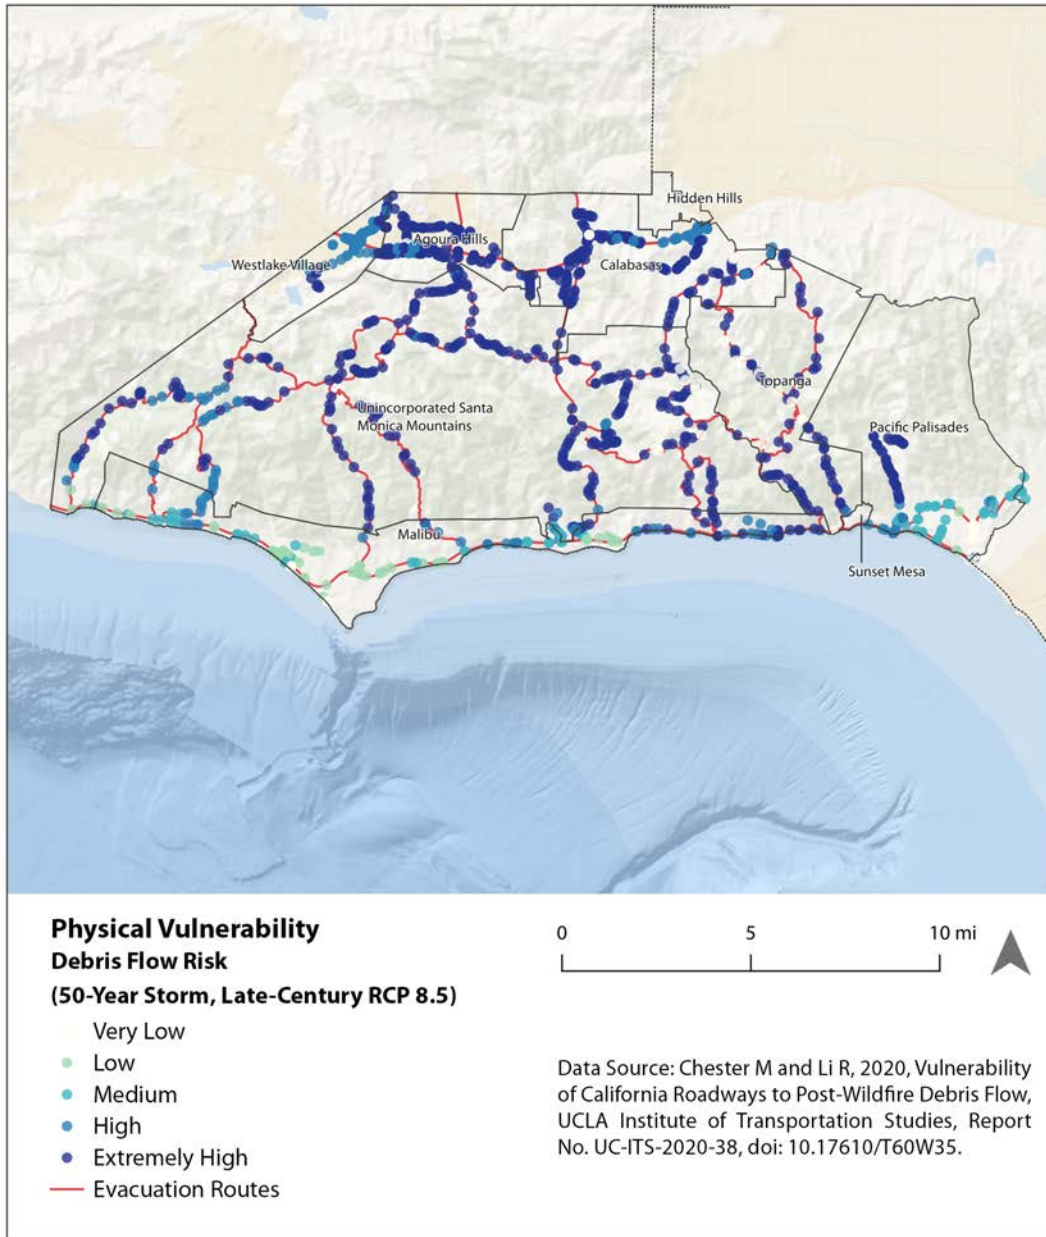 Hidden Hills
Agoura Hills
Westlake Village
Calabasas
Topanga
Unincorporated Santa
Monica Mountains
Pacific Palisades
Malibu
Sunset Mesa
Physical Vulnerability
Debris Flow Risk
(50-Year Storm, Late-Century RCP 8.5)
Very Low
Low
Medium
High
Extremely High
Evacuation Routes
0 5 10 mi
Data Source: Chester M and Li R, 2020, Vulnerability
of California Roadways to Post-Wildfire Debris Flow,
UCLA Institute of Transportation Studies, Report
No. UC-ITS-2020-38, doi: 10.17610/T60W35.